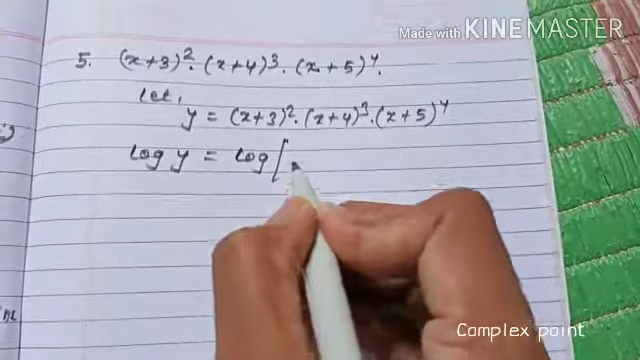 Made with KINEMASTER
5. (x+3)². (x+4)³. (x+5)⁴.
Let,
y = (x+3)². (x+4)³. (x+5)⁴
log y = log [
Complex point